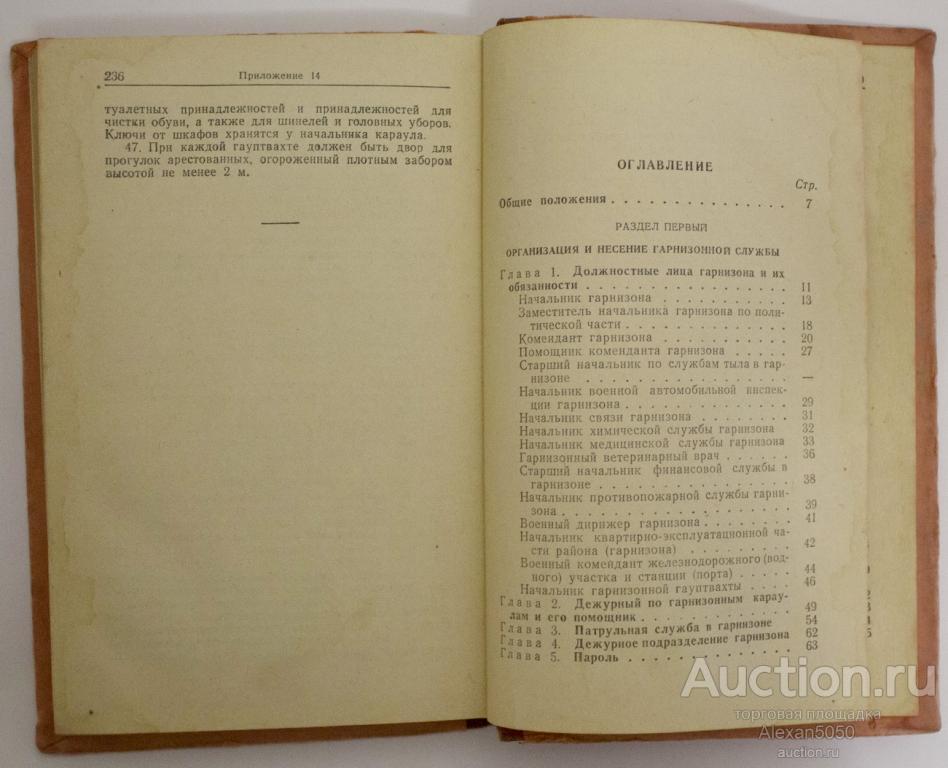 236
Приложение 14
туалетных принадлежностей и принадлежностей для
чистки обуви, а также для шинелей и головных уборов.
Ключи от шкафов хранятся у начальника караула.
47. При каждой гауптвахте должен быть двор для
прогулок арестованных, огороженный плотным забором
высотой не менее 2 м.
ОГЛАВЛЕНИЕ
Стр.
Общие положения . . . . . . . . . . . . . . . 7
РАЗДЕЛ ПЕРВЫЙ
ОРГАНИЗАЦИЯ И НЕСЕНИЕ ГАРНИЗОННОЙ СЛУЖБЫ
Глава 1. Должностные лица гарнизона и их
обязанности . . . . . . . . . . . . . . . . . 11
Начальник гарнизона . . . . . . . . . . . 13
Заместитель начальника гарнизона по поли-
тической части . . . . . . . . . . . . . . 18
Комендант гарнизона . . . . . . . . . . . 20
Помощник коменданта гарнизона . . . . . 27
Старший начальник по службам тыла в гар-
низоне . . . . . . . . . . . . . . . . . —
Начальник военной автомобильной инспек-
ции гарнизона . . . . . . . . . . . . . . 29
Начальник связи гарнизона . . . . . . . . 31
Начальник химической службы гарнизона 32
Начальник медицинской службы гарнизона 33
Гарнизонный ветеринарный врач . . . . . . 36
Старший начальник финансовой службы в
гарнизоне . . . . . . . . . . . . . . . . 38
Начальник противопожарной службы гарни-
зона . . . . . . . . . . . . . . . . . . . 39
Военный дирижер гарнизона . . . . . . . . 41
Начальник квартирно-эксплуатационной ча-
сти района (гарнизона) . . . . . . . . . 42
Военный комендант железнодорожного (вод-
ного) участка и станции (порта) . . . . . 44
Начальник гарнизонной гауптвахты . . . . 46
Глава 2. Дежурный по гарнизонным карау-
лам и его помощник . . . . . . . . . . . . . 49
Глава 3. Патрульная служба в гарнизоне 54
Глава 4. Дежурное подразделение гарнизона 62
Глава 5. Пароль . . . . . . . . . . . . . . 63
Auction.ru
торговая площадка
Alexan5050
auction.ru